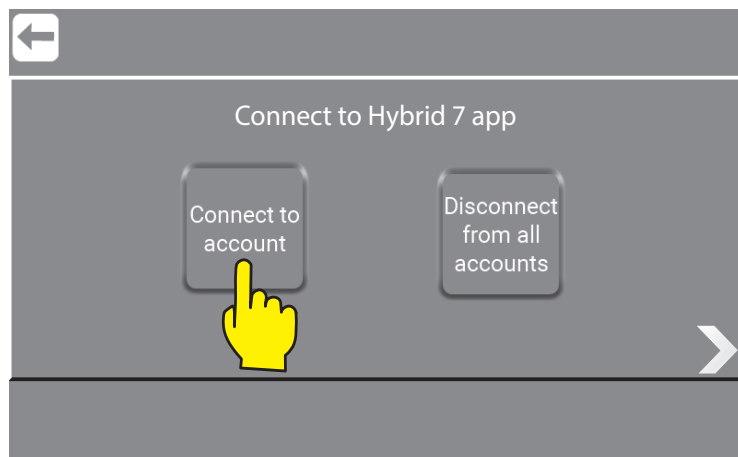 Connect to Hybrid 7 app
Connect to
account
Disconnect
from all
accounts